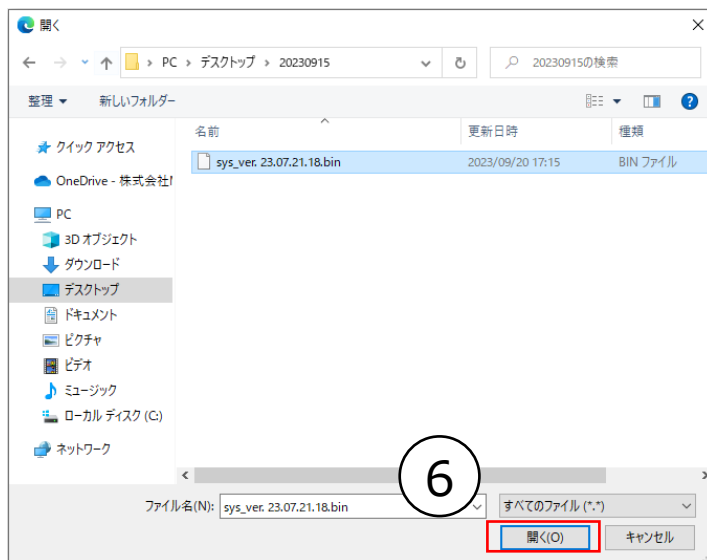 開く
PC › デスクトップ › 20230915
20230915の検索
整理
新しいフォルダー
名前
更新日時
種類
sys_ver. 23.07.21.18.bin
2023/09/20 17:15
BIN ファイル
クイック アクセス
OneDrive - 株式会社
PC
3D オブジェクト
ダウンロード
デスクトップ
ドキュメント
ピクチャ
ビデオ
ミュージック
ローカル ディスク (C:)
ネットワーク
6
ファイル名(N):
sys_ver. 23.07.21.18.bin
すべてのファイル (*.*)
開く(O)
キャンセル